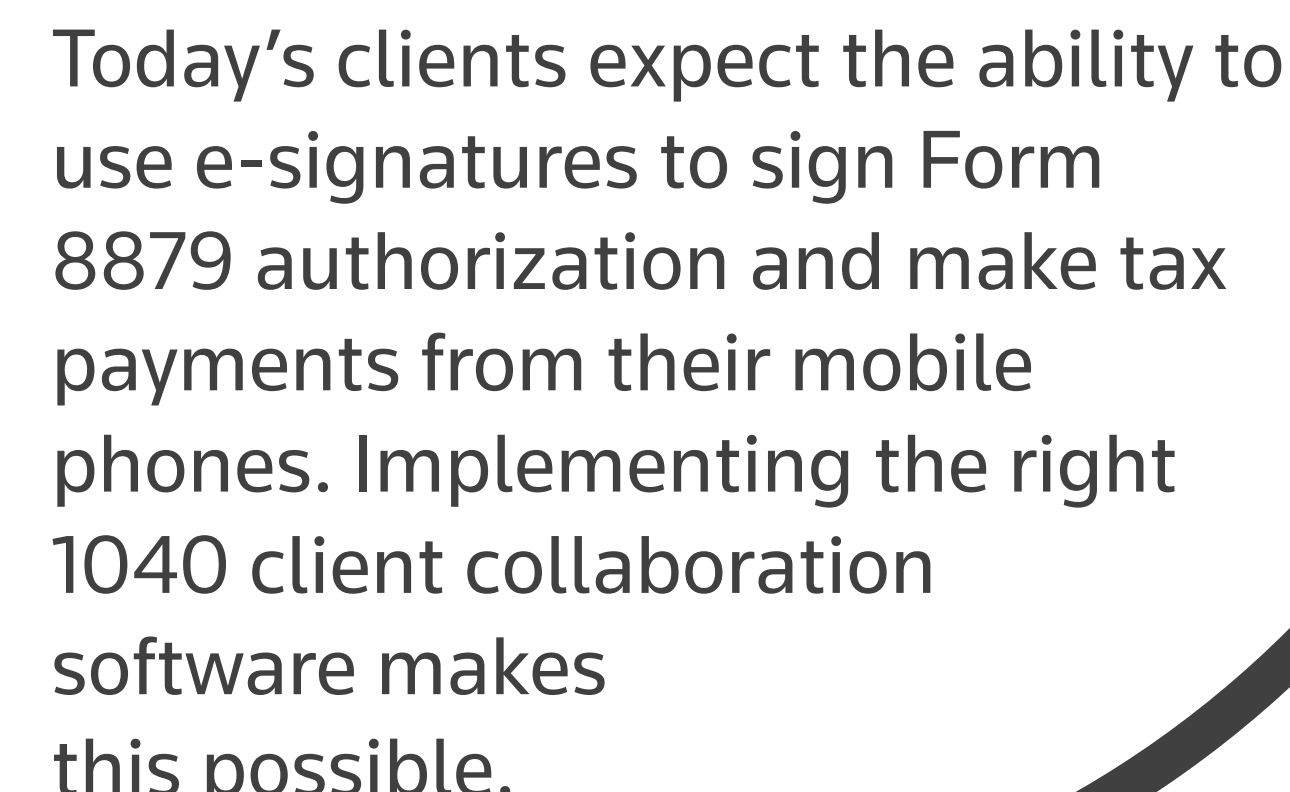 Today’s clients expect the ability to
use e-signatures to sign Form
8879 authorization and make tax
payments from their mobile
phones. Implementing the right
1040 client collaboration
software makes
this possible.